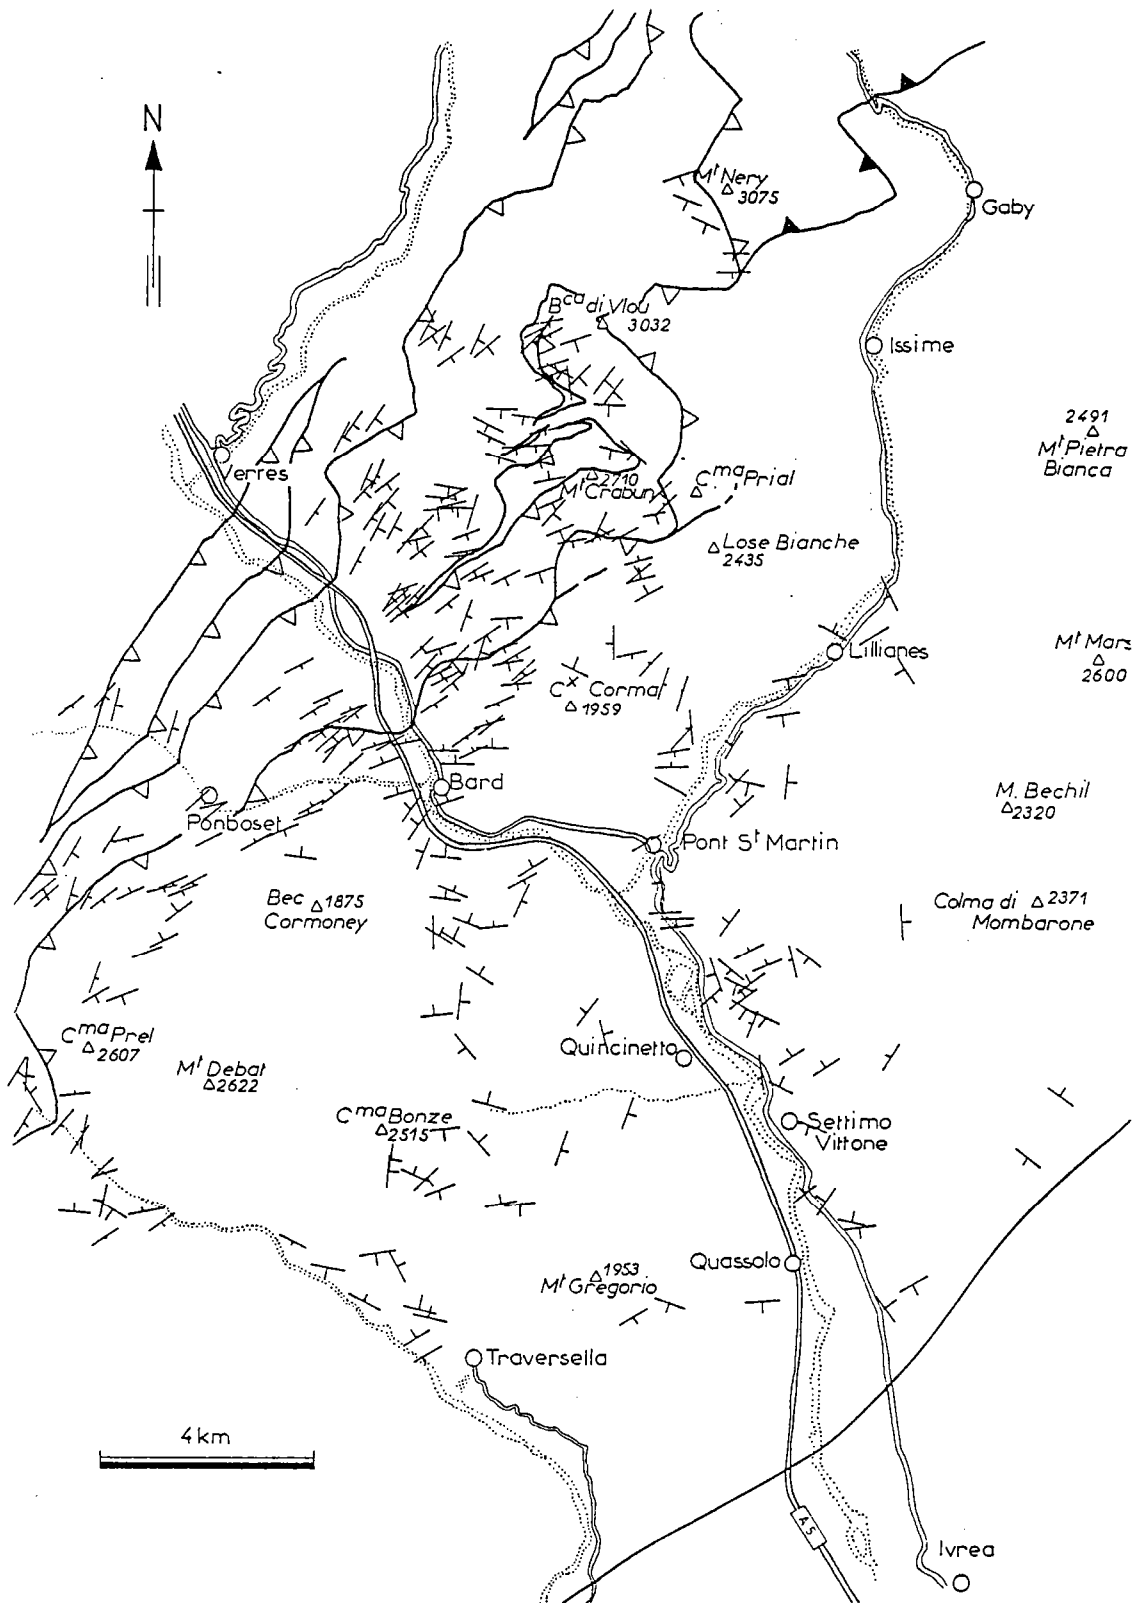 N
Mt Nery
3075
Gaby
Bca di Vlou
3032
Issime
2491
Mt Pietra
Bianca
Verres
2710
Mt Crabun
Cma Prial
Lose Bianche
2435
Lillianes
Mt Mars
2600
Cx Cormat
1959
Bard
Ponboset
M. Bechil
2320
Pont St Martin
Bec 1875
Cormoney
Colma di 2371
Mombarone
Cma Prel
2607
Mt Debat
2622
Quincinetto
Cma Bonze
2515
Settimo
Vittone
Quassolo
1953
Mt Gregorio
Traversella
4km
A5
Ivrea